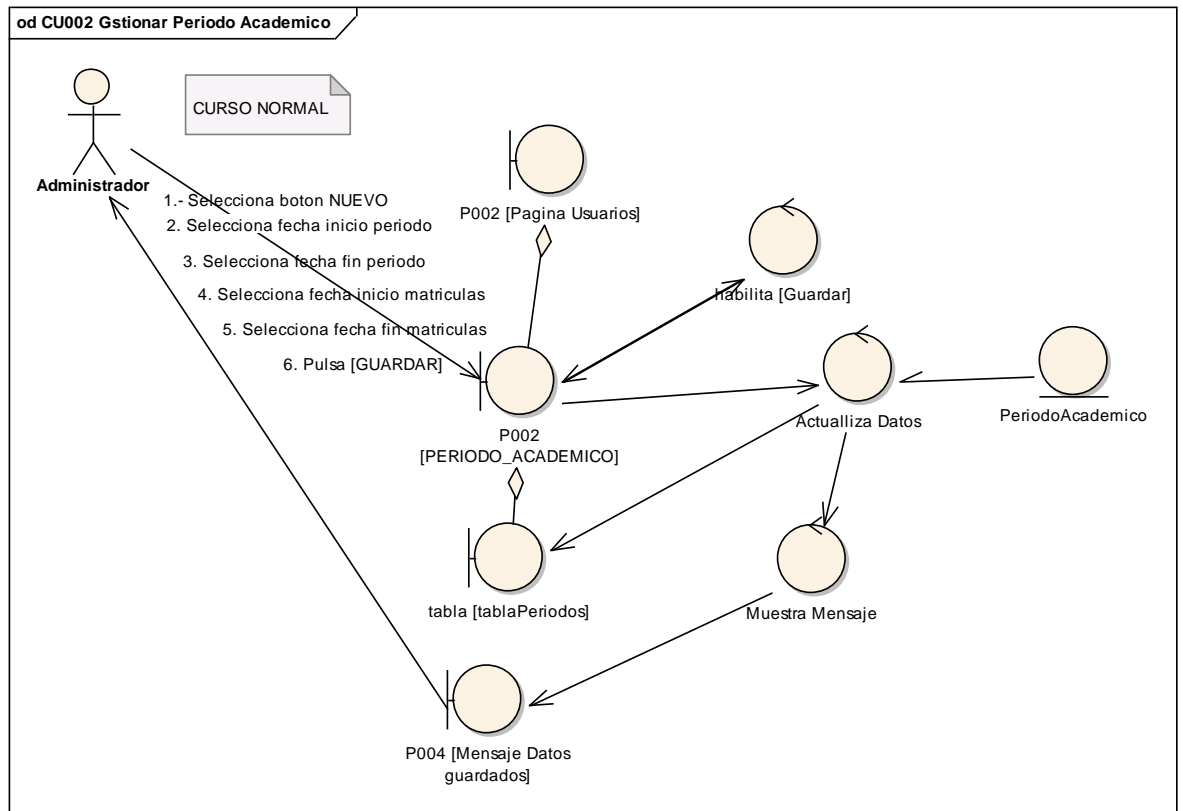 od CU002 Gstionar Periodo Academico
CURSO NORMAL
Administrador
1.- Selecciona boton NUEVO
2. Selecciona fecha inicio periodo
3. Selecciona fecha fin periodo
4. Selecciona fecha inicio matriculas
5. Selecciona fecha fin matriculas
6. Pulsa [GUARDAR]
P002 [Pagina Usuarios]
habilita [Guardar]
P002
[PERIODO_ACADEMICO]
Actualliza Datos
PeriodoAcademico
tabla [tablaPeriodos]
Muestra Mensaje
P004 [Mensaje Datos
guardados]